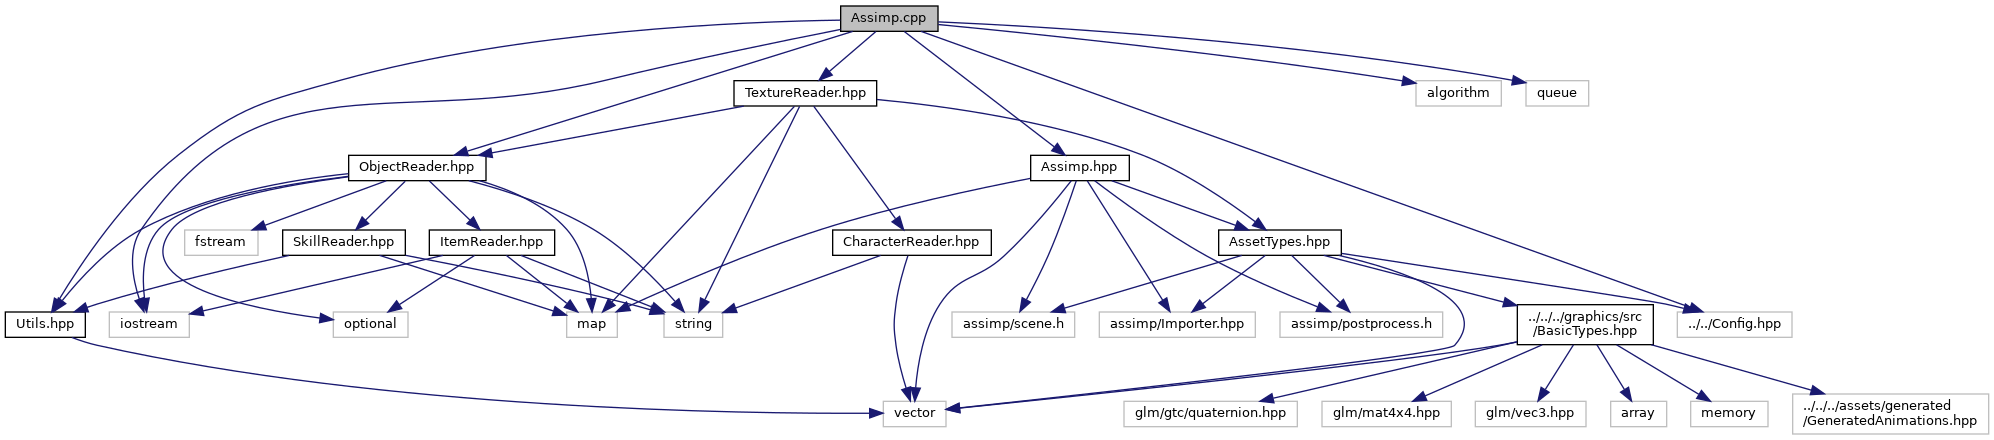 Assimp.cpp
TextureReader.hpp
algorithm
queue
ObjectReader.hpp
Assimp.hpp
fstream
SkillReader.hpp
ItemReader.hpp
CharacterReader.hpp
AssetTypes.hpp
Utils.hpp
iostream
optional
map
string
assimp/scene.h
assimp/Importer.hpp
assimp/postprocess.h
../../../graphics/src
/BasicTypes.hpp
../../Config.hpp
vector
glm/gtc/quaternion.hpp
glm/mat4x4.hpp
glm/vec3.hpp
array
memory
../../../assets/generated
/GeneratedAnimations.hpp